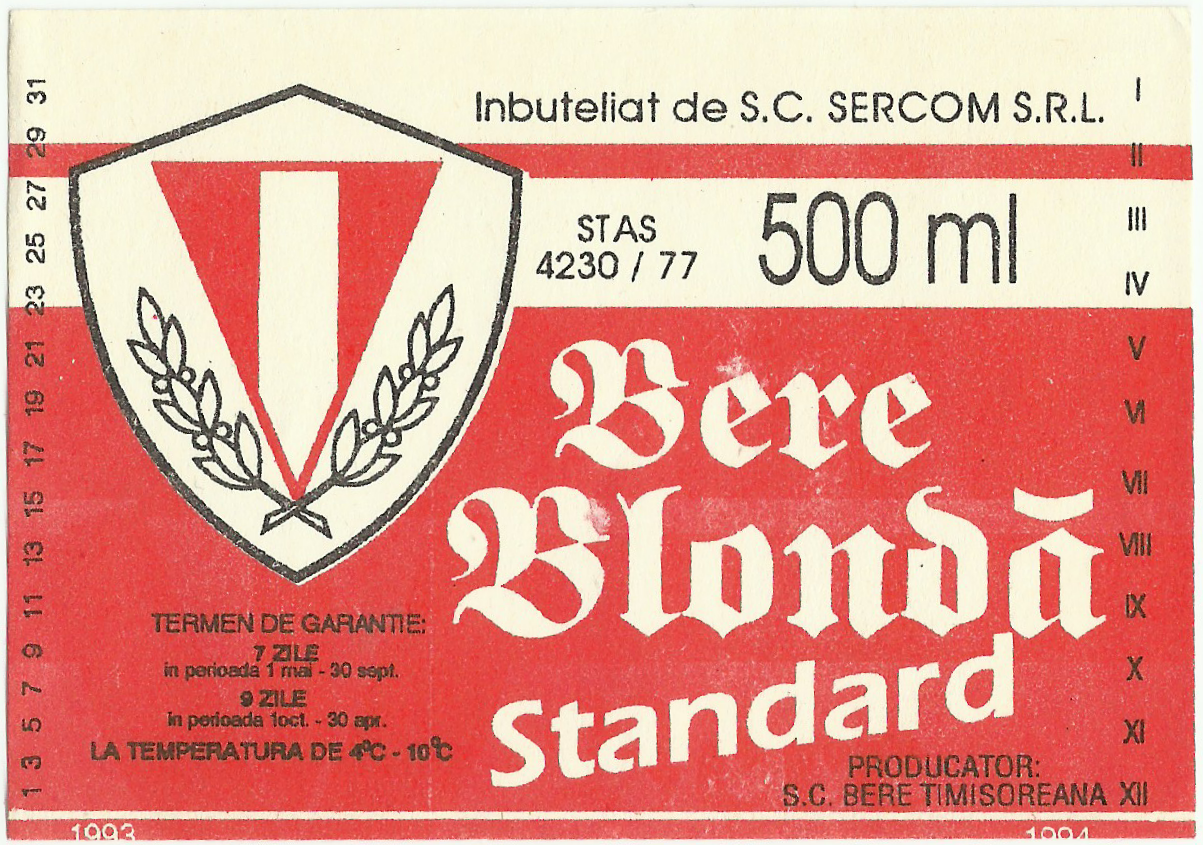 Inbuteliat de S.C. SERCOM S.R.L.
STAS
4230 / 77
500 ml
Bere
Blondă
Standard
TERMEN DE GARANTIE:
7 ZILE
in perioada 1 mai - 30 sept.
9 ZILE
in perioada 1oct. - 30 apr.
LA TEMPERATURA DE 4°C - 10°C
PRODUCATOR:
S.C. BERE TIMISOREANA
1 3 5 7 9 11 13 15 17 19 21 23 25 27 29 31
I
II
III
IV
V
VI
VII
VIII
IX
X
XI
XII
1993
1994